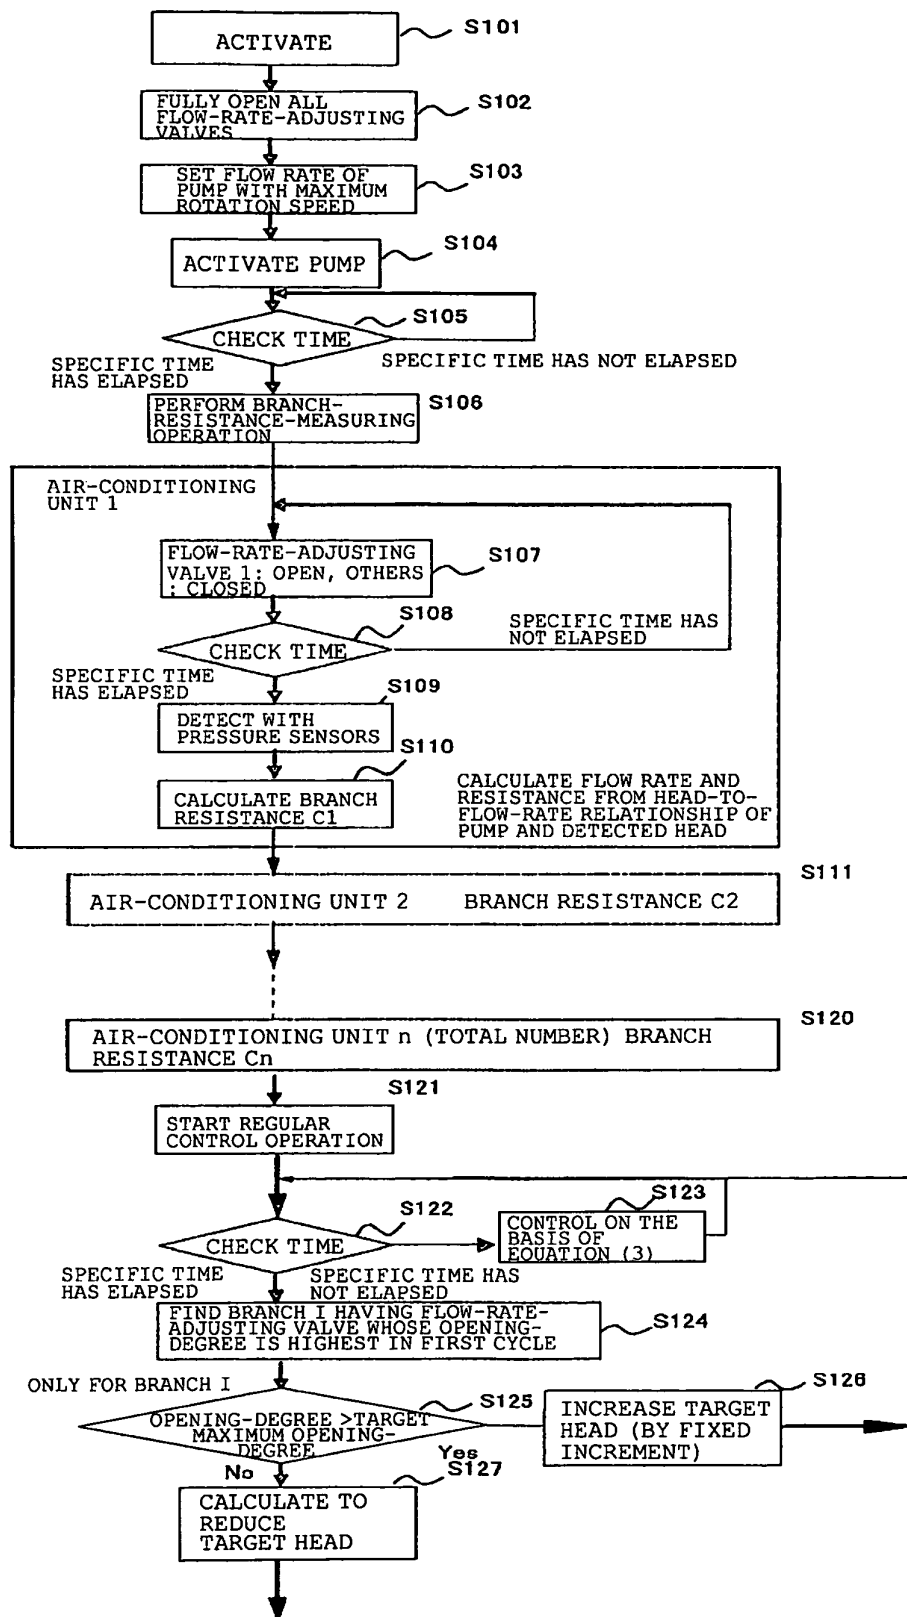 ACTIVATE
S101
FULLY OPEN ALL
FLOW-RATE-ADJUSTING
VALVES
S102
SET FLOW RATE OF
PUMP WITH MAXIMUM
ROTATION SPEED
S103
ACTIVATE PUMP
S104
S105
CHECK TIME
SPECIFIC TIME
HAS ELAPSED
SPECIFIC TIME HAS NOT ELAPSED
PERFORM BRANCH-
RESISTANCE-MEASURING
OPERATION
S106
AIR-CONDITIONING
UNIT 1
FLOW-RATE-ADJUSTING
VALVE 1: OPEN, OTHERS
: CLOSED
S107
S108
CHECK TIME
SPECIFIC TIME HAS
NOT ELAPSED
SPECIFIC TIME
HAS ELAPSED
S109
DETECT WITH
PRESSURE SENSORS
S110
CALCULATE BRANCH
RESISTANCE C1
CALCULATE FLOW RATE AND
RESISTANCE FROM HEAD-TO-
FLOW-RATE RELATIONSHIP OF
PUMP AND DETECTED HEAD
S111
AIR-CONDITIONING UNIT 2 BRANCH RESISTANCE C2
S120
AIR-CONDITIONING UNIT n (TOTAL NUMBER) BRANCH
RESISTANCE Cn
S121
START REGULAR
CONTROL OPERATION
S122
CHECK TIME
S123
CONTROL ON THE
BASIS OF
EQUATION (3)
SPECIFIC TIME
HAS ELAPSED
SPECIFIC TIME HAS
NOT ELAPSED
FIND BRANCH I HAVING FLOW-RATE-
ADJUSTING VALVE WHOSE OPENING-
DEGREE IS HIGHEST IN FIRST CYCLE
S124
ONLY FOR BRANCH I
S125
OPENING-DEGREE >TARGET
MAXIMUM OPENING-
DEGREE
S126
INCREASE TARGET
HEAD (BY FIXED
INCREMENT)
Yes
No
S127
CALCULATE TO
REDUCE
TARGET HEAD